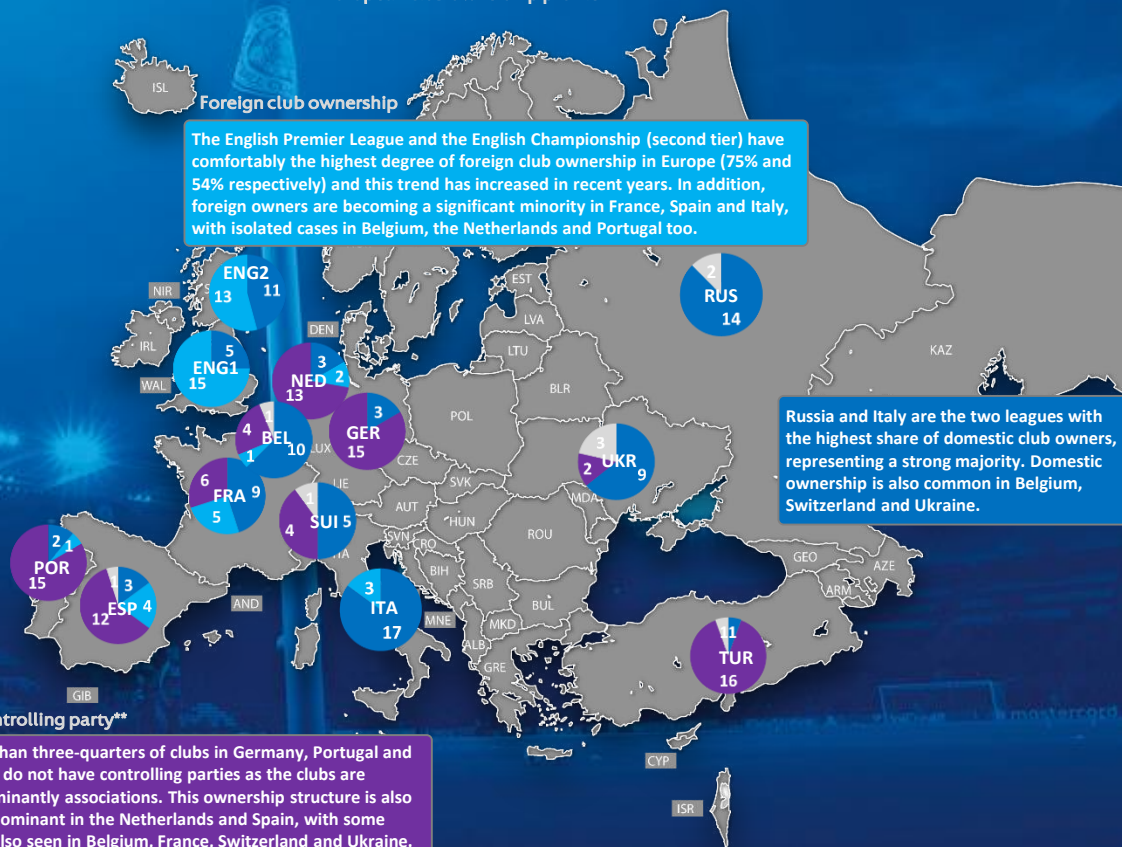 ISL
Foreign club ownership
The English Premier League and the English Championship (second tier) have
comfortably the highest degree of foreign club ownership in Europe (75% and
54% respectively) and this trend has increased in recent years. In addition,
foreign owners are becoming a significant minority in France, Spain and Italy,
with isolated cases in Belgium, the Netherlands and Portugal too.
ENG2
13 11
NIR
EST
2
RUS
14
LVA
DEN
IRL
5
ENG1
15
WAL
LTU
KAZ
3
NED 2
13
BLR
POL
3
GER
15
1
4 BEL
1 10
LUX
CZE
3
UKR
2 9
Russia and Italy are the two leagues with
the highest share of domestic club owners,
representing a strong majority. Domestic
ownership is also common in Belgium,
Switzerland and Ukraine.
6 9
FRA
5
LIE
SVK
MDA
1
SUI 5
4
AUT
HUN
ROU
2 1
POR
15
SVN
CRO
BIH
SRB
GEO
AZE
ARM
1 3
ESP 4
12
AND
3
ITA
17
MNE
BUL
MKD
ALB
GRE
1 1
TUR
16
GIB
ntrolling party**
han three-quarters of clubs in Germany, Portugal and
do not have controlling parties as the clubs are
minantly associations. This ownership structure is also
ominant in the Netherlands and Spain, with some
lso seen in Belgium, France, Switzerland and Ukraine.
mastercard
CYP
ISR